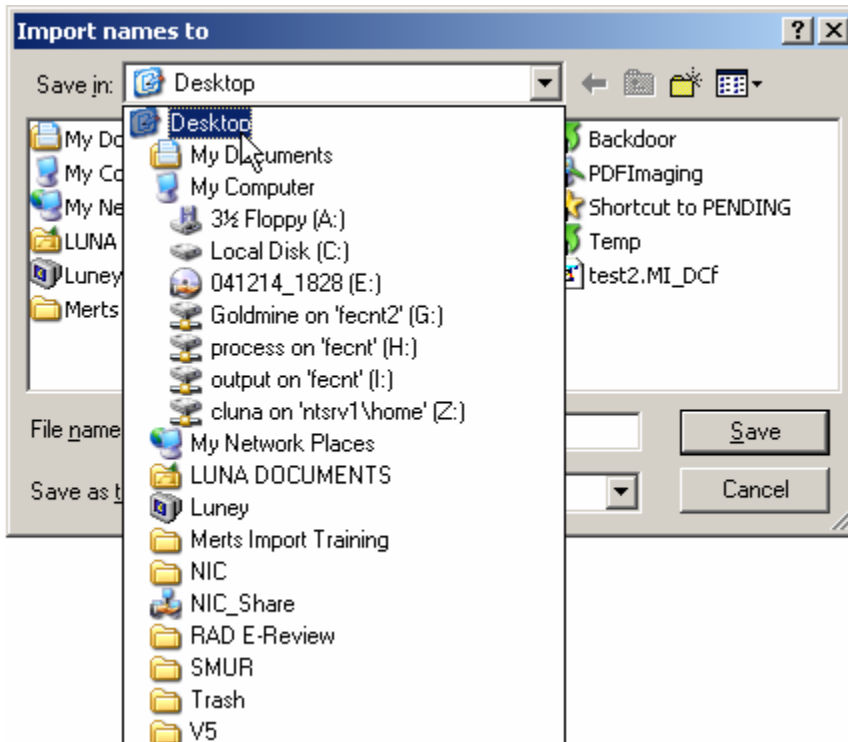 Import names to
Save in: Desktop
Desktop
My Documents
My Computer
3½ Floppy (A:)
Local Disk (C:)
041214_1828 (E:)
Goldmine on 'fecnt2' (G:)
process on 'fecnt' (H:)
output on 'fecnt' (I:)
cluna on 'ntsrv1\home' (Z:)
My Network Places
LUNA DOCUMENTS
Luney
Merts Import Training
NIC
NIC_Share
RAD E-Review
SMUR
Trash
V5
My Do
My Co
My Ne
LUNA
Luney
Merts
Backdoor
PDFImaging
Shortcut to PENDING
Temp
test2.MI_DCf
File name
Save
Save as t
Cancel